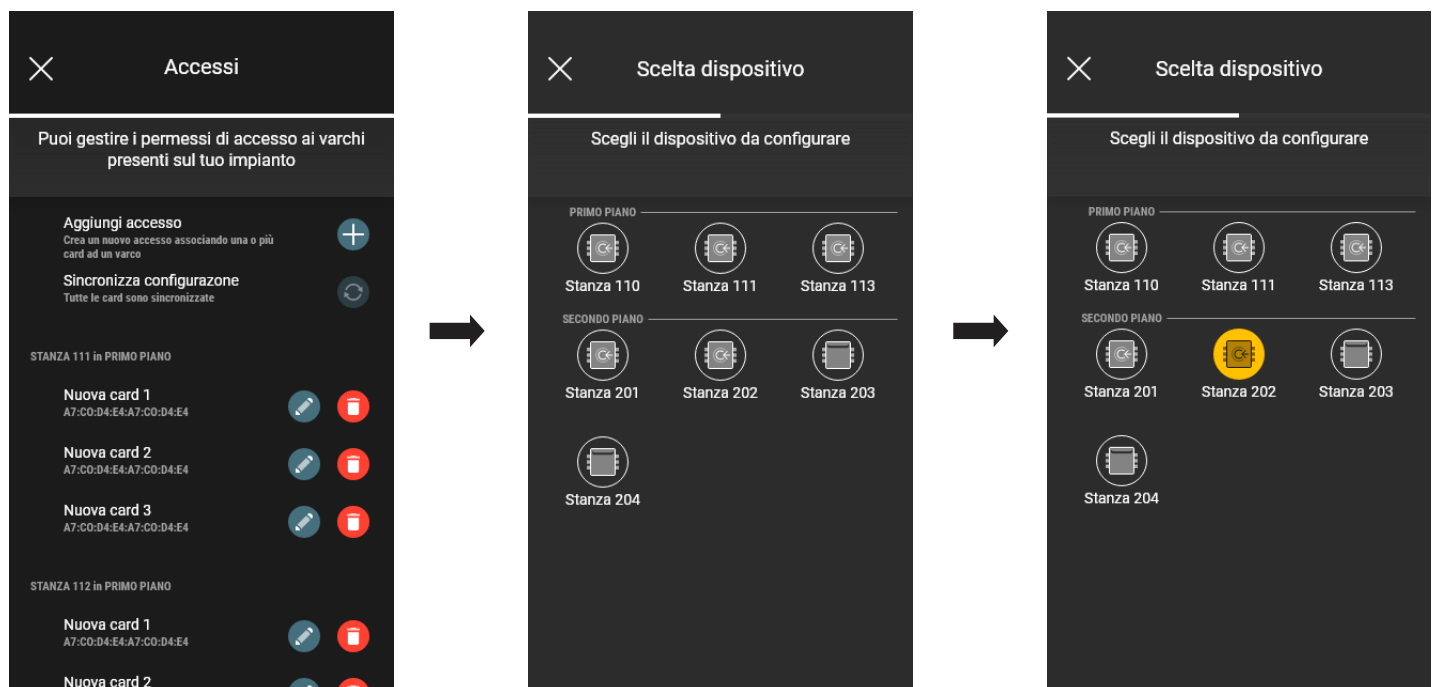 Accessi
Puoi gestire i permessi di accesso ai varchi
presenti sul tuo impianto
Aggiungi accesso
Crea un nuovo accesso associando una o più
card ad un varco
Sincronizza configurazone
Tutte le card sono sincronizzate
STANZA 111 in PRIMO PIANO
Nuova card 1
A7:C0:D4:E4:A7:C0:D4:E4
Nuova card 2
A7:C0:D4:E4:A7:C0:D4:E4
Nuova card 3
A7:C0:D4:E4:A7:C0:D4:E4
STANZA 112 in PRIMO PIANO
Nuova card 1
A7:C0:D4:E4:A7:C0:D4:E4
Nuova card 2
Scelta dispositivo
Scegli il dispositivo da configurare
PRIMO PIANO
Stanza 110 Stanza 111 Stanza 113
SECONDO PIANO
Stanza 201 Stanza 202 Stanza 203
Stanza 204
Scelta dispositivo
Scegli il dispositivo da configurare
PRIMO PIANO
Stanza 110 Stanza 111 Stanza 113
SECONDO PIANO
Stanza 201 Stanza 202 Stanza 203
Stanza 204